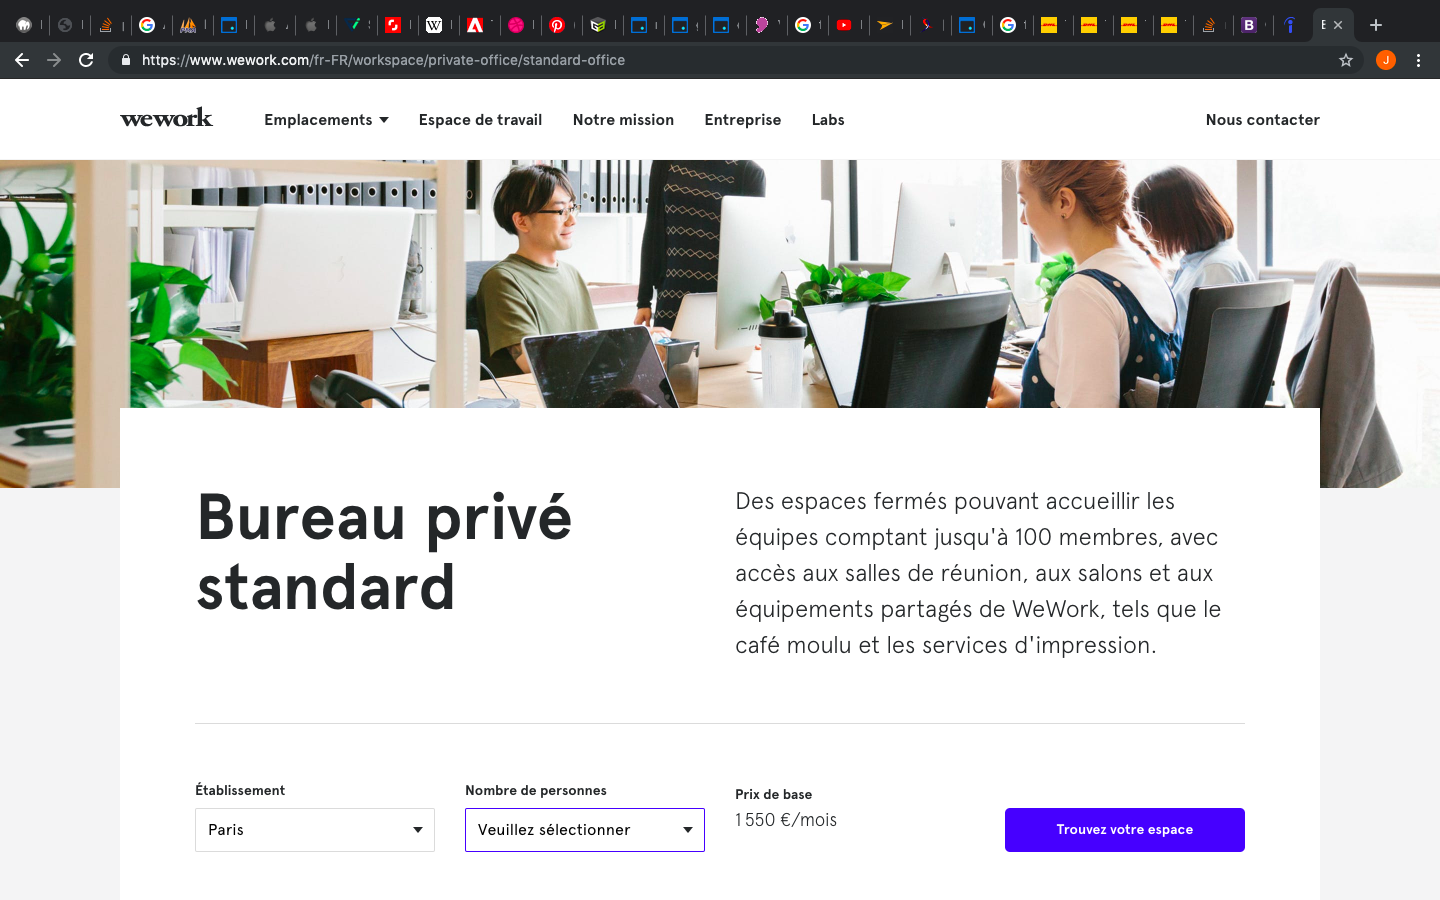 https://www.wework.com/fr-FR/workspace/private-office/standard-office
J
wework
Emplacements
Espace de travail
Notre mission
Entreprise
Labs
Nous contacter
Bureau privé
standard
Des espaces fermés pouvant accueillir les
équipes comptant jusqu'à 100 membres, avec
accès aux salles de réunion, aux salons et aux
équipements partagés de WeWork, tels que le
café moulu et les services d'impression.
Établissement
Paris
Nombre de personnes
Veuillez sélectionner
Prix de base
1 550 €/mois
Trouvez votre espace